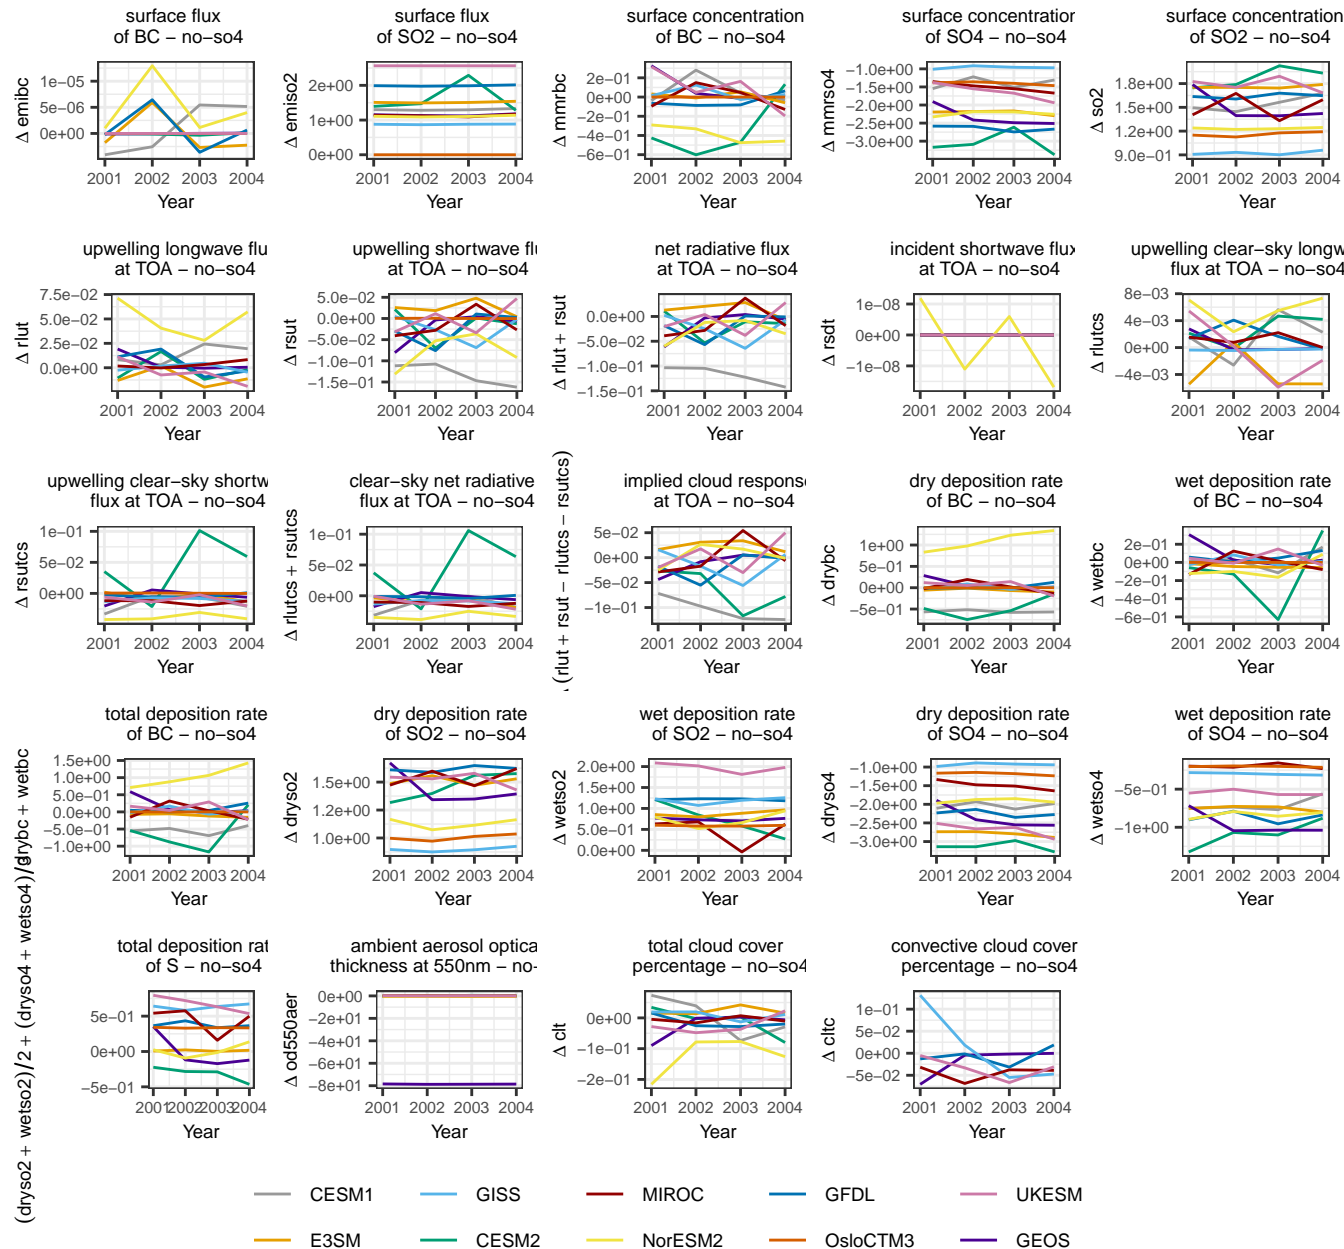 surface flux
of BC − no−so4
Δ emibc
1e−05
5e−06
0e+00
2001 2002 2003 2004
Year
surface flux
of SO2 − no−so4
Δ emiso2
2e+00
1e+00
0e+00
2001 2002 2003 2004
Year
surface concentration
of BC − no−so4
Δ mmrbc
2e−01
0e+00
−2e−01
−4e−01
−6e−01
2001 2002 2003 2004
Year
surface concentration
of SO4 − no−so4
Δ mmrso4
−1.0e+00
−1.5e+00
−2.0e+00
−2.5e+00
−3.0e+00
2001 2002 2003 2004
Year
surface concentration
of SO2 − no−so4
Δ so2
1.8e+00
1.5e+00
1.2e+00
9.0e−01
2001 2002 2003 2004
Year
upwelling longwave flu
at TOA − no−so4
Δ rlut
7.5e−02
5.0e−02
2.5e−02
0.0e+00
2001 2002 2003 2004
Year
upwelling shortwave flu
at TOA − no−so4
Δ rsut
5.0e−02
0.0e+00
−5.0e−02
−1.0e−01
−1.5e−01
2001 2002 2003 2004
Year
net radiative flux
at TOA − no−so4
Δ rlut + rsut
0.0e+00
−5.0e−02
−1.0e−01
−1.5e−01
2001 2002 2003 2004
Year
incident shortwave flux
at TOA − no−so4
Δ rsdt
1e−08
0e+00
−1e−08
2001 2002 2003 2004
Year
upwelling clear−sky longw
flux at TOA − no−so4
Δ rlutcs
8e−03
4e−03
0e+00
−4e−03
2001 2002 2003 2004
Year
upwelling clear−sky shortw
flux at TOA − no−so4
Δ rsutcs
1e−01
5e−02
0e+00
2001 2002 2003 2004
Year
clear−sky net radiative
flux at TOA − no−so4
Δ rlutcs + rsutcs
1e−01
5e−02
0e+00
2001 2002 2003 2004
Year
implied cloud response
at TOA − no−so4
(rlut + rsut − rlutcs − rsutcs)
5e−02
0e+00
−5e−02
−1e−01
2001 2002 2003 2004
Year
dry deposition rate
of BC − no−so4
Δ drybc
1e+00
5e−01
0e+00
−5e−01
2001 2002 2003 2004
Year
wet deposition rate
of BC − no−so4
Δ wetbc
2e−01
0e+00
−2e−01
−4e−01
−6e−01
2001 2002 2003 2004
Year
total deposition rate
of BC − no−so4
drybc + wetbc
1.5e+00
1.0e+00
5.0e−01
0.0e+00
−5.0e−01
−1.0e+00
2001 2002 2003 2004
Year
dry deposition rate
of SO2 − no−so4
Δ dryso2
1.5e+00
1.0e+00
2001 2002 2003 2004
Year
wet deposition rate
of SO2 − no−so4
Δ wetso2
2.0e+00
1.5e+00
1.0e+00
5.0e−01
0.0e+00
2001 2002 2003 2004
Year
dry deposition rate
of SO4 − no−so4
Δ dryso4
−1.0e+00
−1.5e+00
−2.0e+00
−2.5e+00
−3.0e+00
2001 2002 2003 2004
Year
wet deposition rate
of SO4 − no−so4
Δ wetso4
−5e−01
−1e+00
2001 2002 2003 2004
Year
total deposition rat
of S − no−so4
(dryso2 + wetso2)/2 + (dryso4 + wetso4)/3
5e−01
0e+00
−5e−01
2001 2002 2003 2004
Year
ambient aerosol optica
thickness at 550nm − no−
Δ od550aer
0e+00
−2e+01
−4e+01
−6e+01
−8e+01
2001 2002 2003 2004
Year
total cloud cover
percentage − no−so4
Δ clt
0e+00
−1e−01
−2e−01
2001 2002 2003 2004
Year
convective cloud cover
percentage − no−so4
Δ cltc
1e−01
5e−02
0e+00
−5e−02
2001 2002 2003 2004
Year
CESM1 GISS MIROC GFDL UKESM
E3SM CESM2 NorESM2 OsloCTM3 GEOS